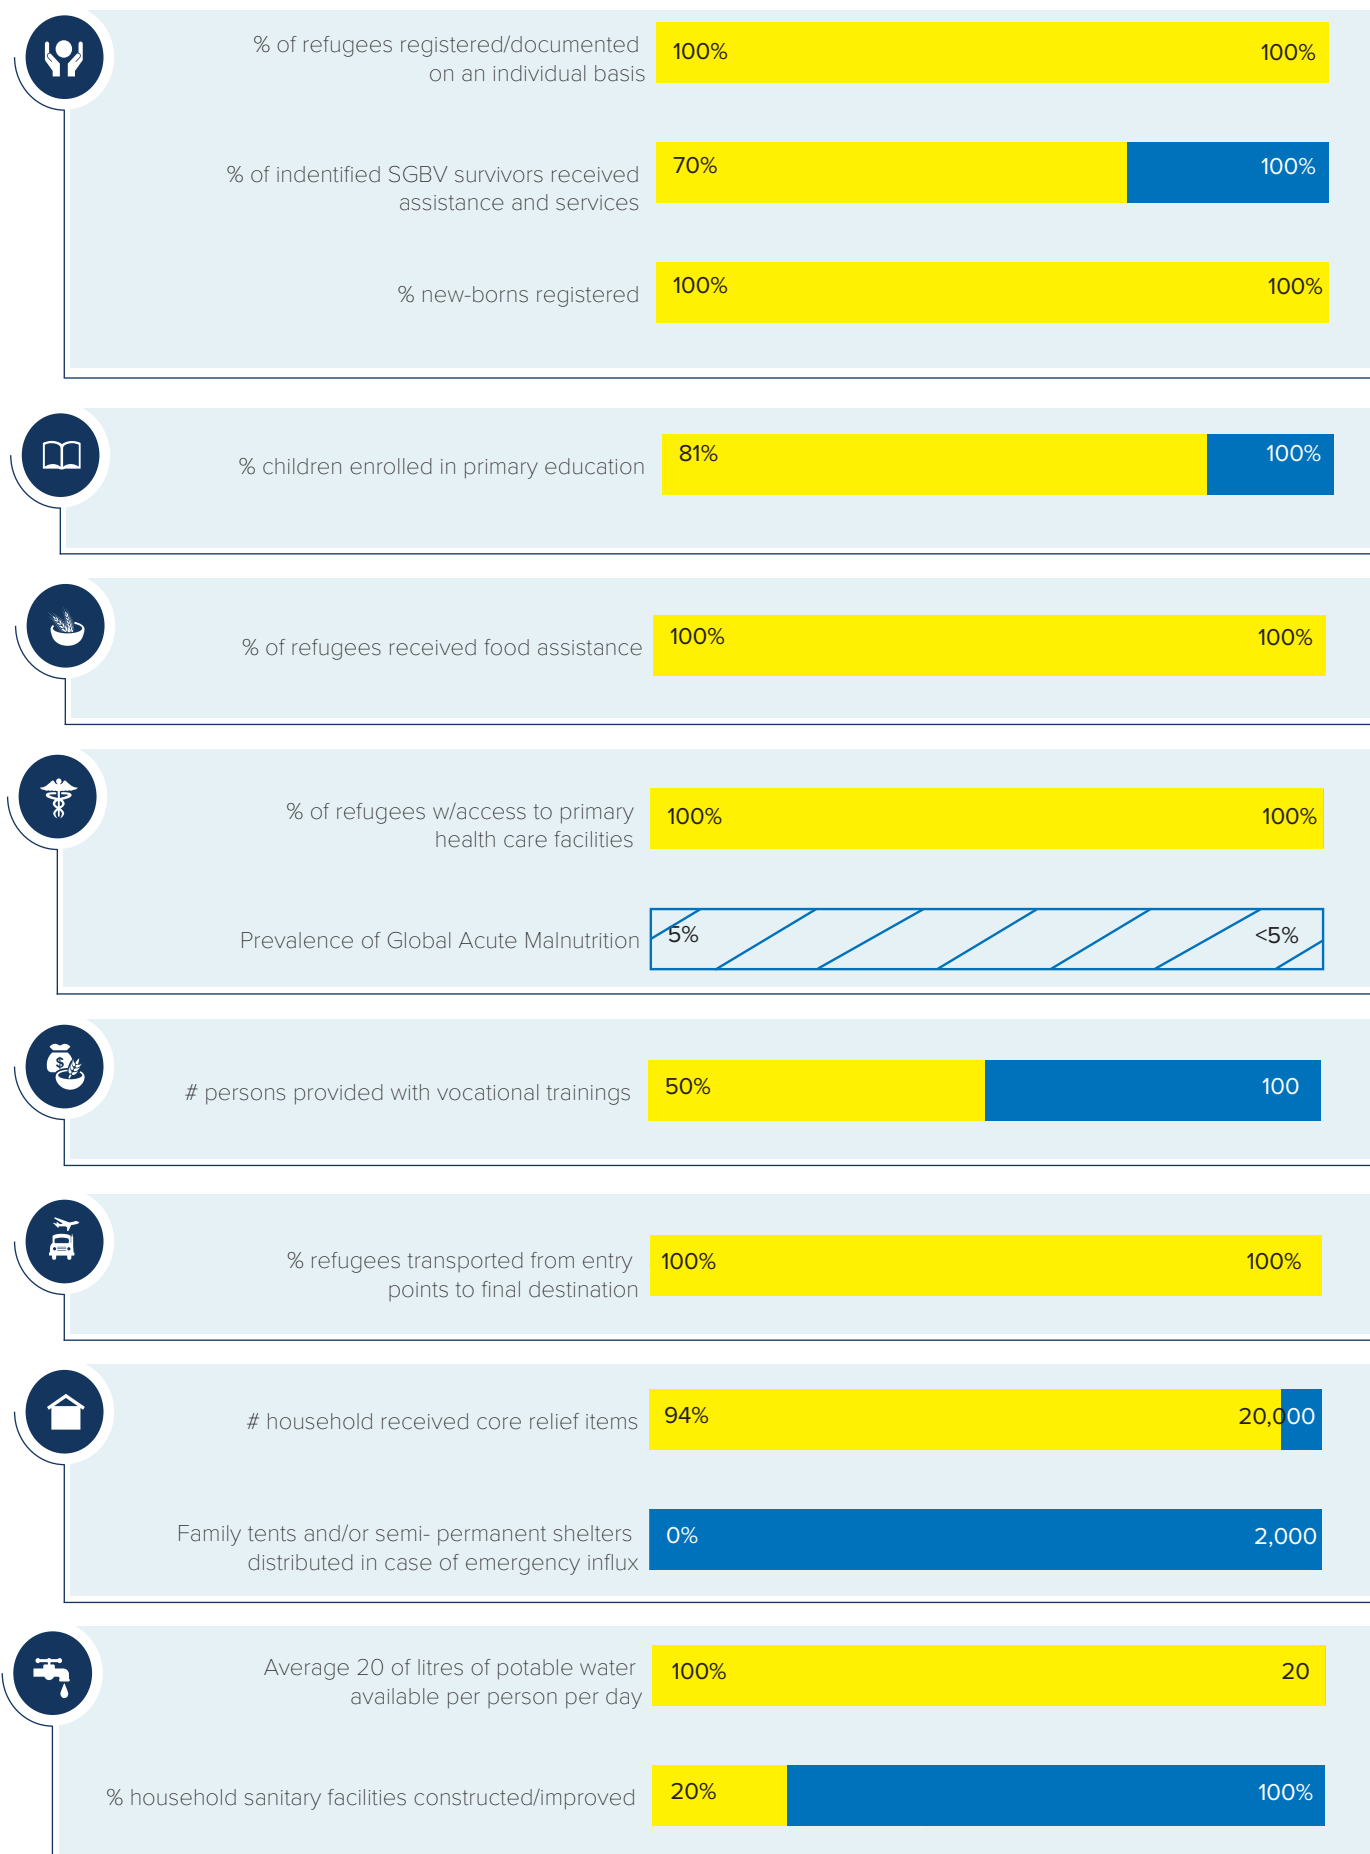 % of refugees registered/documented
on an individual basis
100%
100%
% of indentified SGBV survivors received
assistance and services
70%
100%
% new-borns registered
100%
100%
% children enrolled in primary education
81%
100%
% of refugees received food assistance
100%
100%
% of refugees w/access to primary
health care facilities
100%
100%
Prevalence of Global Acute Malnutrition
5%
<5%
$
# persons provided with vocational trainings
50%
100
% refugees transported from entry
points to final destination
100%
100%
# household received core relief items
94%
20,000
Family tents and/or semi- permanent shelters
distributed in case of emergency influx
0%
2,000
Average 20 of litres of potable water
available per person per day
100%
20
% household sanitary facilities constructed/improved
20%
100%